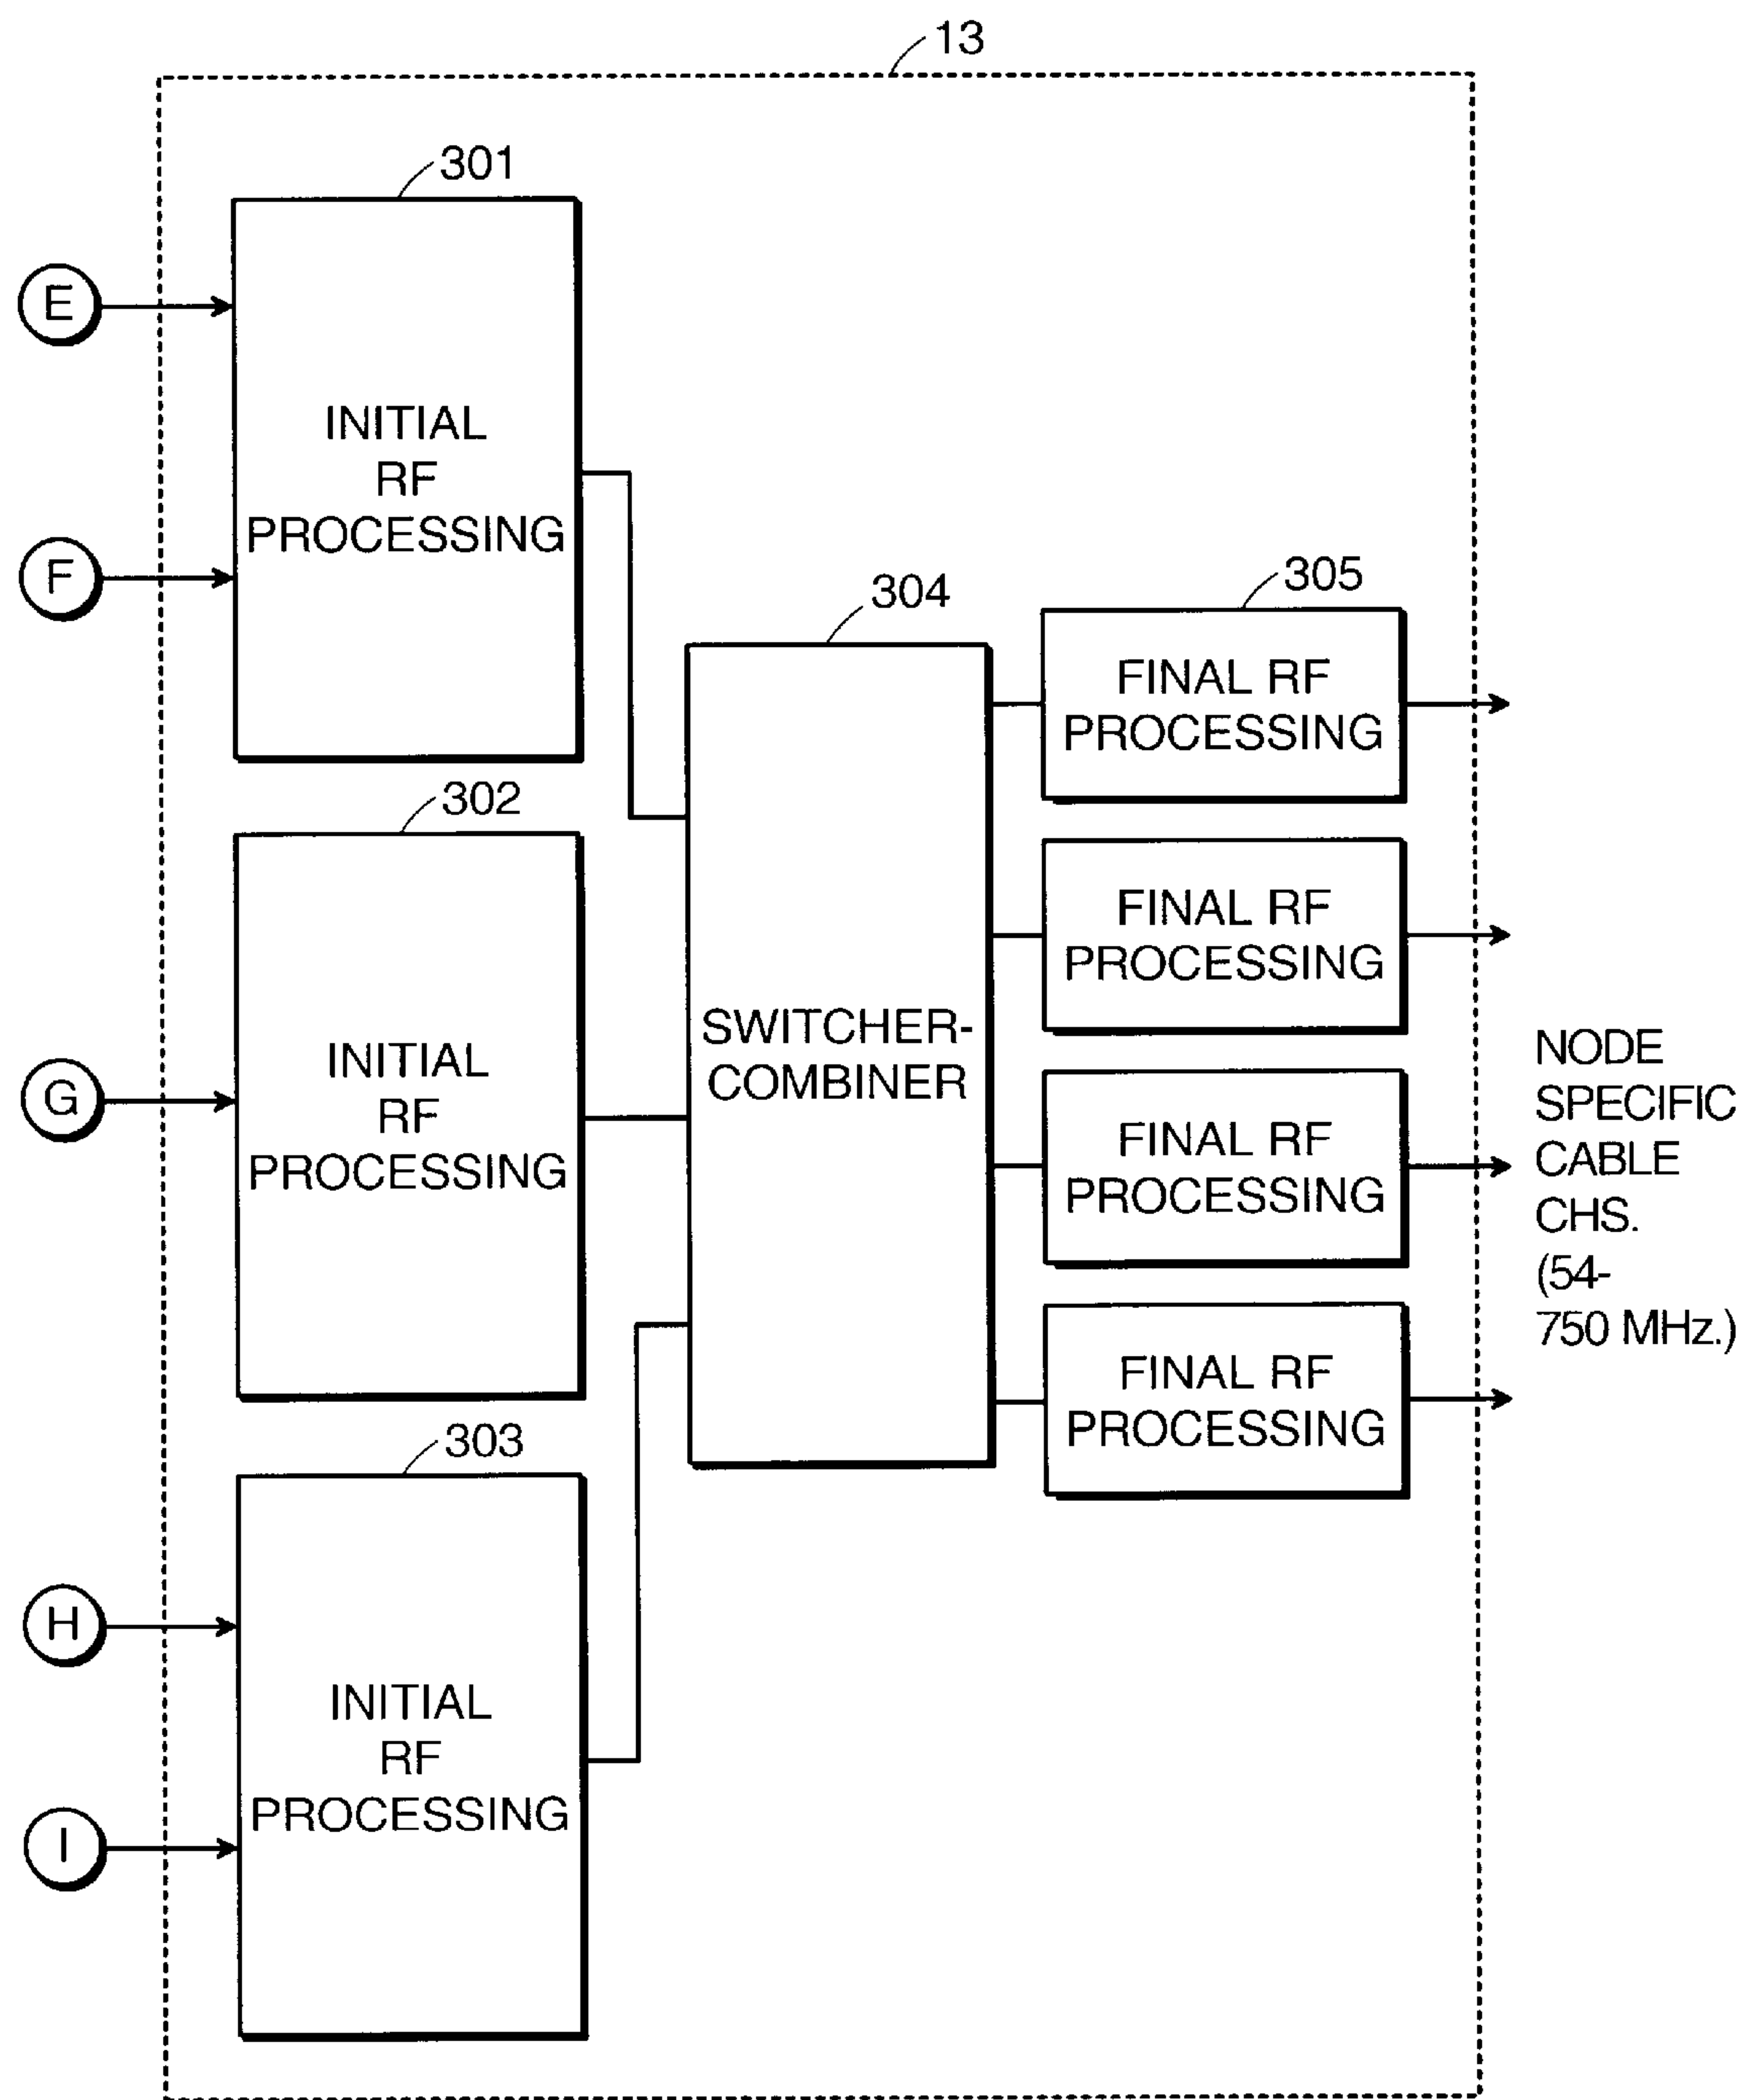 13
301
E
INITIAL
RF
PROCESSING
F
302
G
INITIAL
RF
PROCESSING
303
H
INITIAL
RF
PROCESSING
I
304
SWITCHER-
COMBINER
305
FINAL RF
PROCESSING
FINAL RF
PROCESSING
FINAL RF
PROCESSING
FINAL RF
PROCESSING
NODE
SPECIFIC
CABLE
CHS.
(54-
750 MHz.)